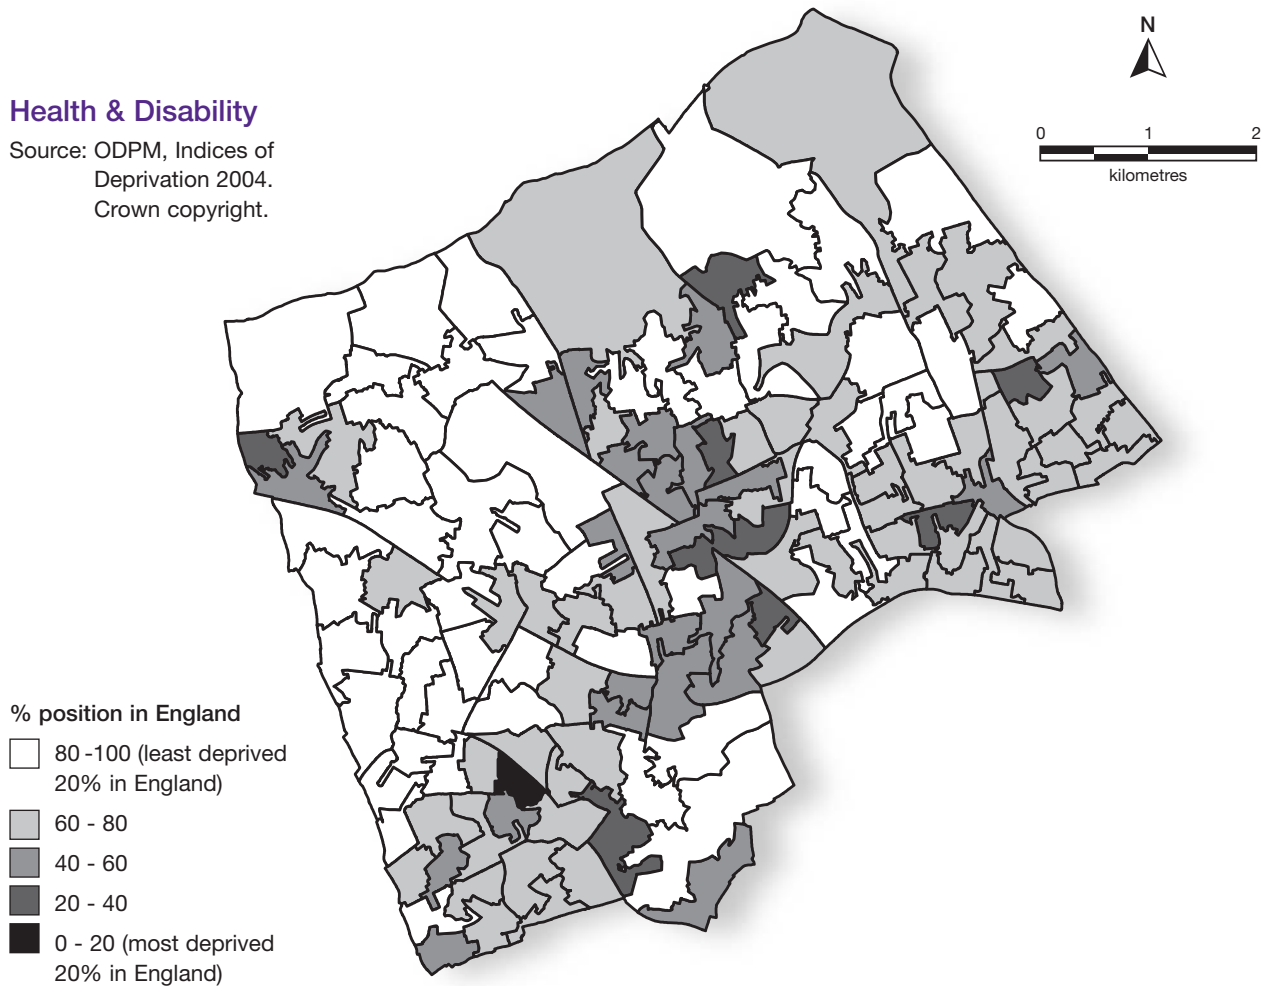 Health & Disability
Source: ODPM, Indices of
Deprivation 2004.
Crown copyright.
N
0 1 2
kilometres
% position in England
80 -100 (least deprived
20% in England)
60 - 80
40 - 60
20 - 40
0 - 20 (most deprived
20% in England)